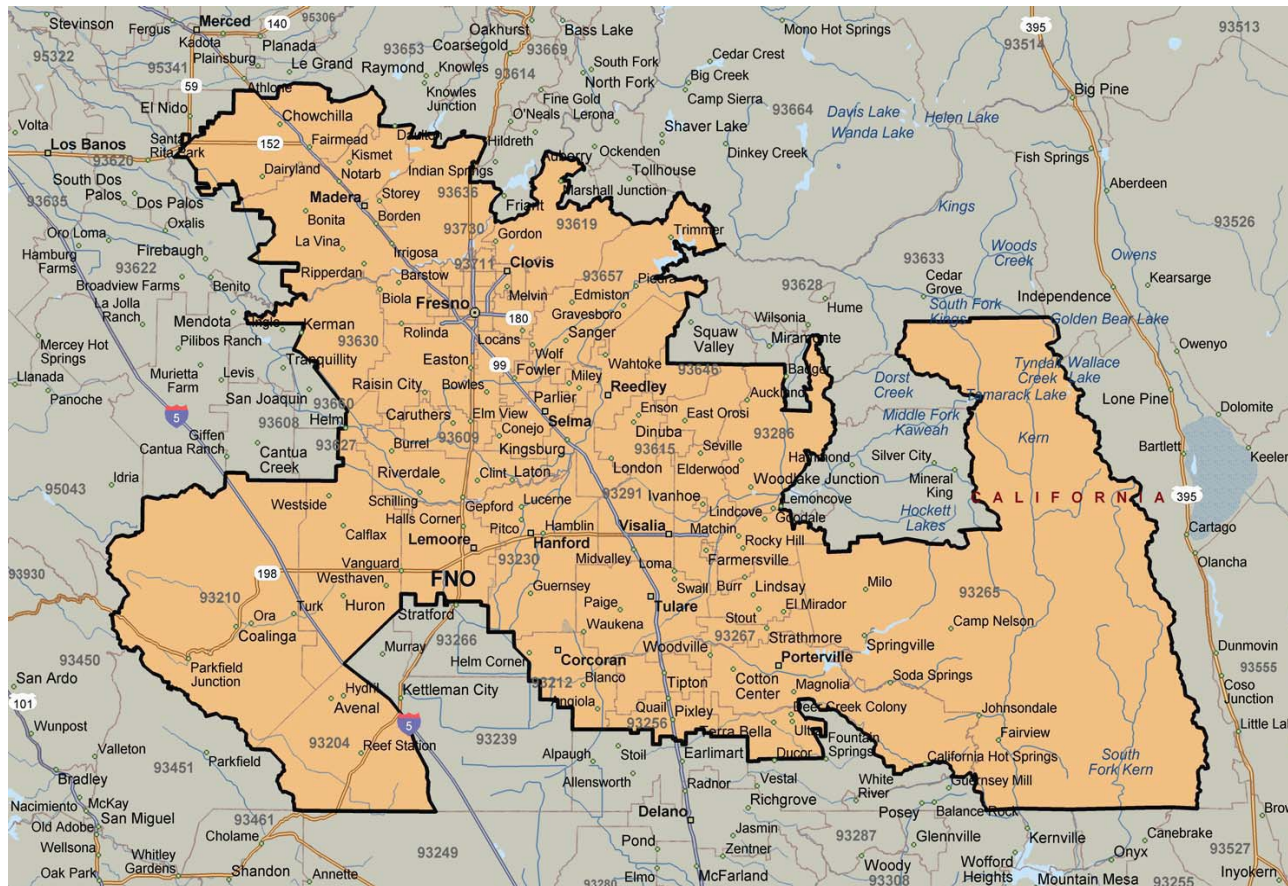 Stevinson
Fergus
Merced
140
95306
Kadota
Planada
Plainsburg
Le Grand
95322
95341
59
Athlone
El Nido
Oakhurst
Coarsegold
93653
Raymond
Knowles
93669
93614
Knowles
Junction
Bass Lake
South Fork
North Fork
Fine Gold
O'Neals
Lerona
Hildreth
Mono Hot Springs
Cedar Crest
Big Creek
Camp Sierra
93664
Shaver Lake
Dinkey Creek
Ockenden
Tollhouse
Auberry
Marshall Junction
Davis Lake
Wanda Lake
Helen Lake
395
93514
93513
Big Pine
Fish Springs
Aberdeen
93526
Volta
Los Banos
93620
Santa
Rita Park
152
Chowchilla
Fairmead
Daulton
Kismet
Notarb
Indian Springs
Dairyland
South Dos
Palos
93635
Dos Palos
Oxalis
Oro Loma
Hamburg
Farms
Firebaugh
93622
Broadview Farms
Benito
La Jolla
Ranch
Madera
Storey
Borden
Bonita
La Vina
Irrigosa
Ripperdan
93636
93730
93711
Friant
93619
Gordon
Trimmer
Clovis
Barstow
Biola
Fresno
Melvin
180
93657
Piedra
Edmiston
Gravesboro
Sanger
Kings
Woods
Creek
Owens
93633
Cedar
Grove
Kearsarge
93628
Hume
Wilsonia
Independence
South Fork
Kings
Golden Bear Lake
Mendota
Ingle
Pilibos Ranch
Mercey Hot
Springs
Murietta
Farm
Levis
Llanada
Panoche
San Joaquin
5
Giffen
Cantua Ranch
93608
Cantua
Creek
Idria
95043
Kerman
93630
Tranquillity
93660
Helm
93627
Rolinda
Locans
Easton
99
Wolf
Fowler
Wahtoke
Raisin City
Bowles
Miley
Reedley
Parlier
Caruthers
Elm View
Conejo
Selma
Burrel
93609
Kingsburg
Riverdale
Clint
Laton
Squaw
Valley
Miramonte
93646
Badger
Auckland
Enson
East Orosi
Dinuba
Seville
93286
93615
London
Elderwood
Dorst
Creek
Middle Fork
Kaweah
Hammond
Silver City
Mineral
King
Hockett
Lakes
Tyndall
Creek
Wallace
Lake
Tamarack Lake
Kern
Owenyo
Lone Pine
Dolomite
Bartlett
Keeler
CALIFORNIA
395
Cartago
Olancha
Westside
Schilling
Gepford
Lucerne
93291
Ivanhoe
Woodlake Junction
Lemoncove
Lindcove
Goodale
Halls Corner
Calflax
Pitco
Hamblin
Visalia
Matchin
Lemoore
Hanford
Rocky Hill
93230
Midvalley
Farmersville
Loma
Vanguard
198
Westhaven
FNO
93930
93210
Ora
Turk
Huron
Coalinga
Stratford
Guernsey
Swall
Burr
Lindsay
Paige
Tulare
El Mirador
Stout
Waukena
93267
Strathmore
Milo
93265
Camp Nelson
Springville
93266
Murray
Helm Corner
Woodville
Porterville
Parkfield
Junction
93450
San Ardo
101
Wunpost
Hydril
Avenal
Kettleman City
Corcoran
93212
Blanco
Angiola
Tipton
Cotton
Center
Magnolia
Soda Springs
Quail
Pixley
Deer Creek Colony
Johnsondale
93256
Terra Bella
Ultra
Fairview
Dunmovin
93555
Coso
Junction
Little Lake
5
93204
Reef Station
93239
Alpaugh
Stoil
Earlimart
Ducor
Fountain
Springs
California Hot Springs
South
Fork Kern
Valleton
Parkfield
93451
Bradley
Allensworth
Radnor
Vestal
Richgrove
White
River
Guernsey Mill
Posey
Balance Rock
Nacimiento
McKay
San Miguel
Old Adobe
Wellsona
93461
Cholame
Delano
Jasmin
93287
Glennville
Kernville
Canebrake
Whitley
Gardens
Shandon
Oak Park
Annette
93249
Pond
Zentner
Woody
Wofford
Heights
Onyx
93527
Inyokern
93280
Elmo
McFarland
93308
Mountain Mesa
93255